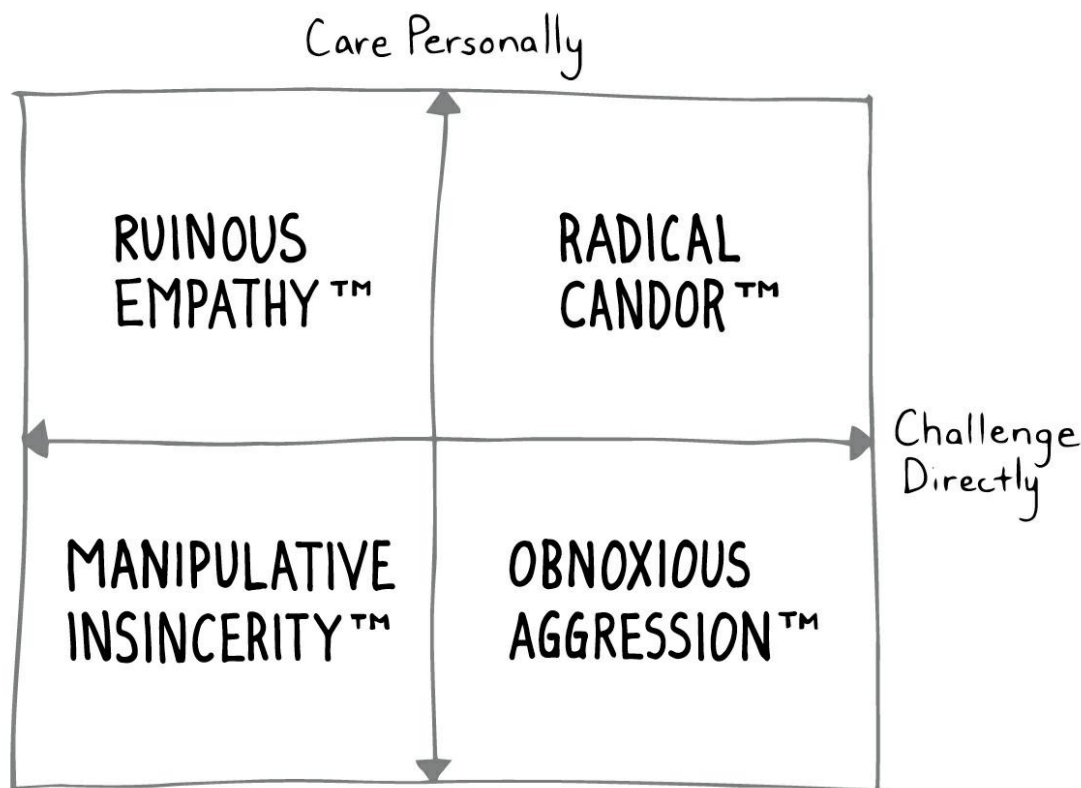 Care Personally
RUINOUS
EMPATHY™
RADICAL
CANDOR™
Challenge
Directly
MANIPULATIVE
INSINCERITY™
OBNOXIOUS
AGGRESSION™